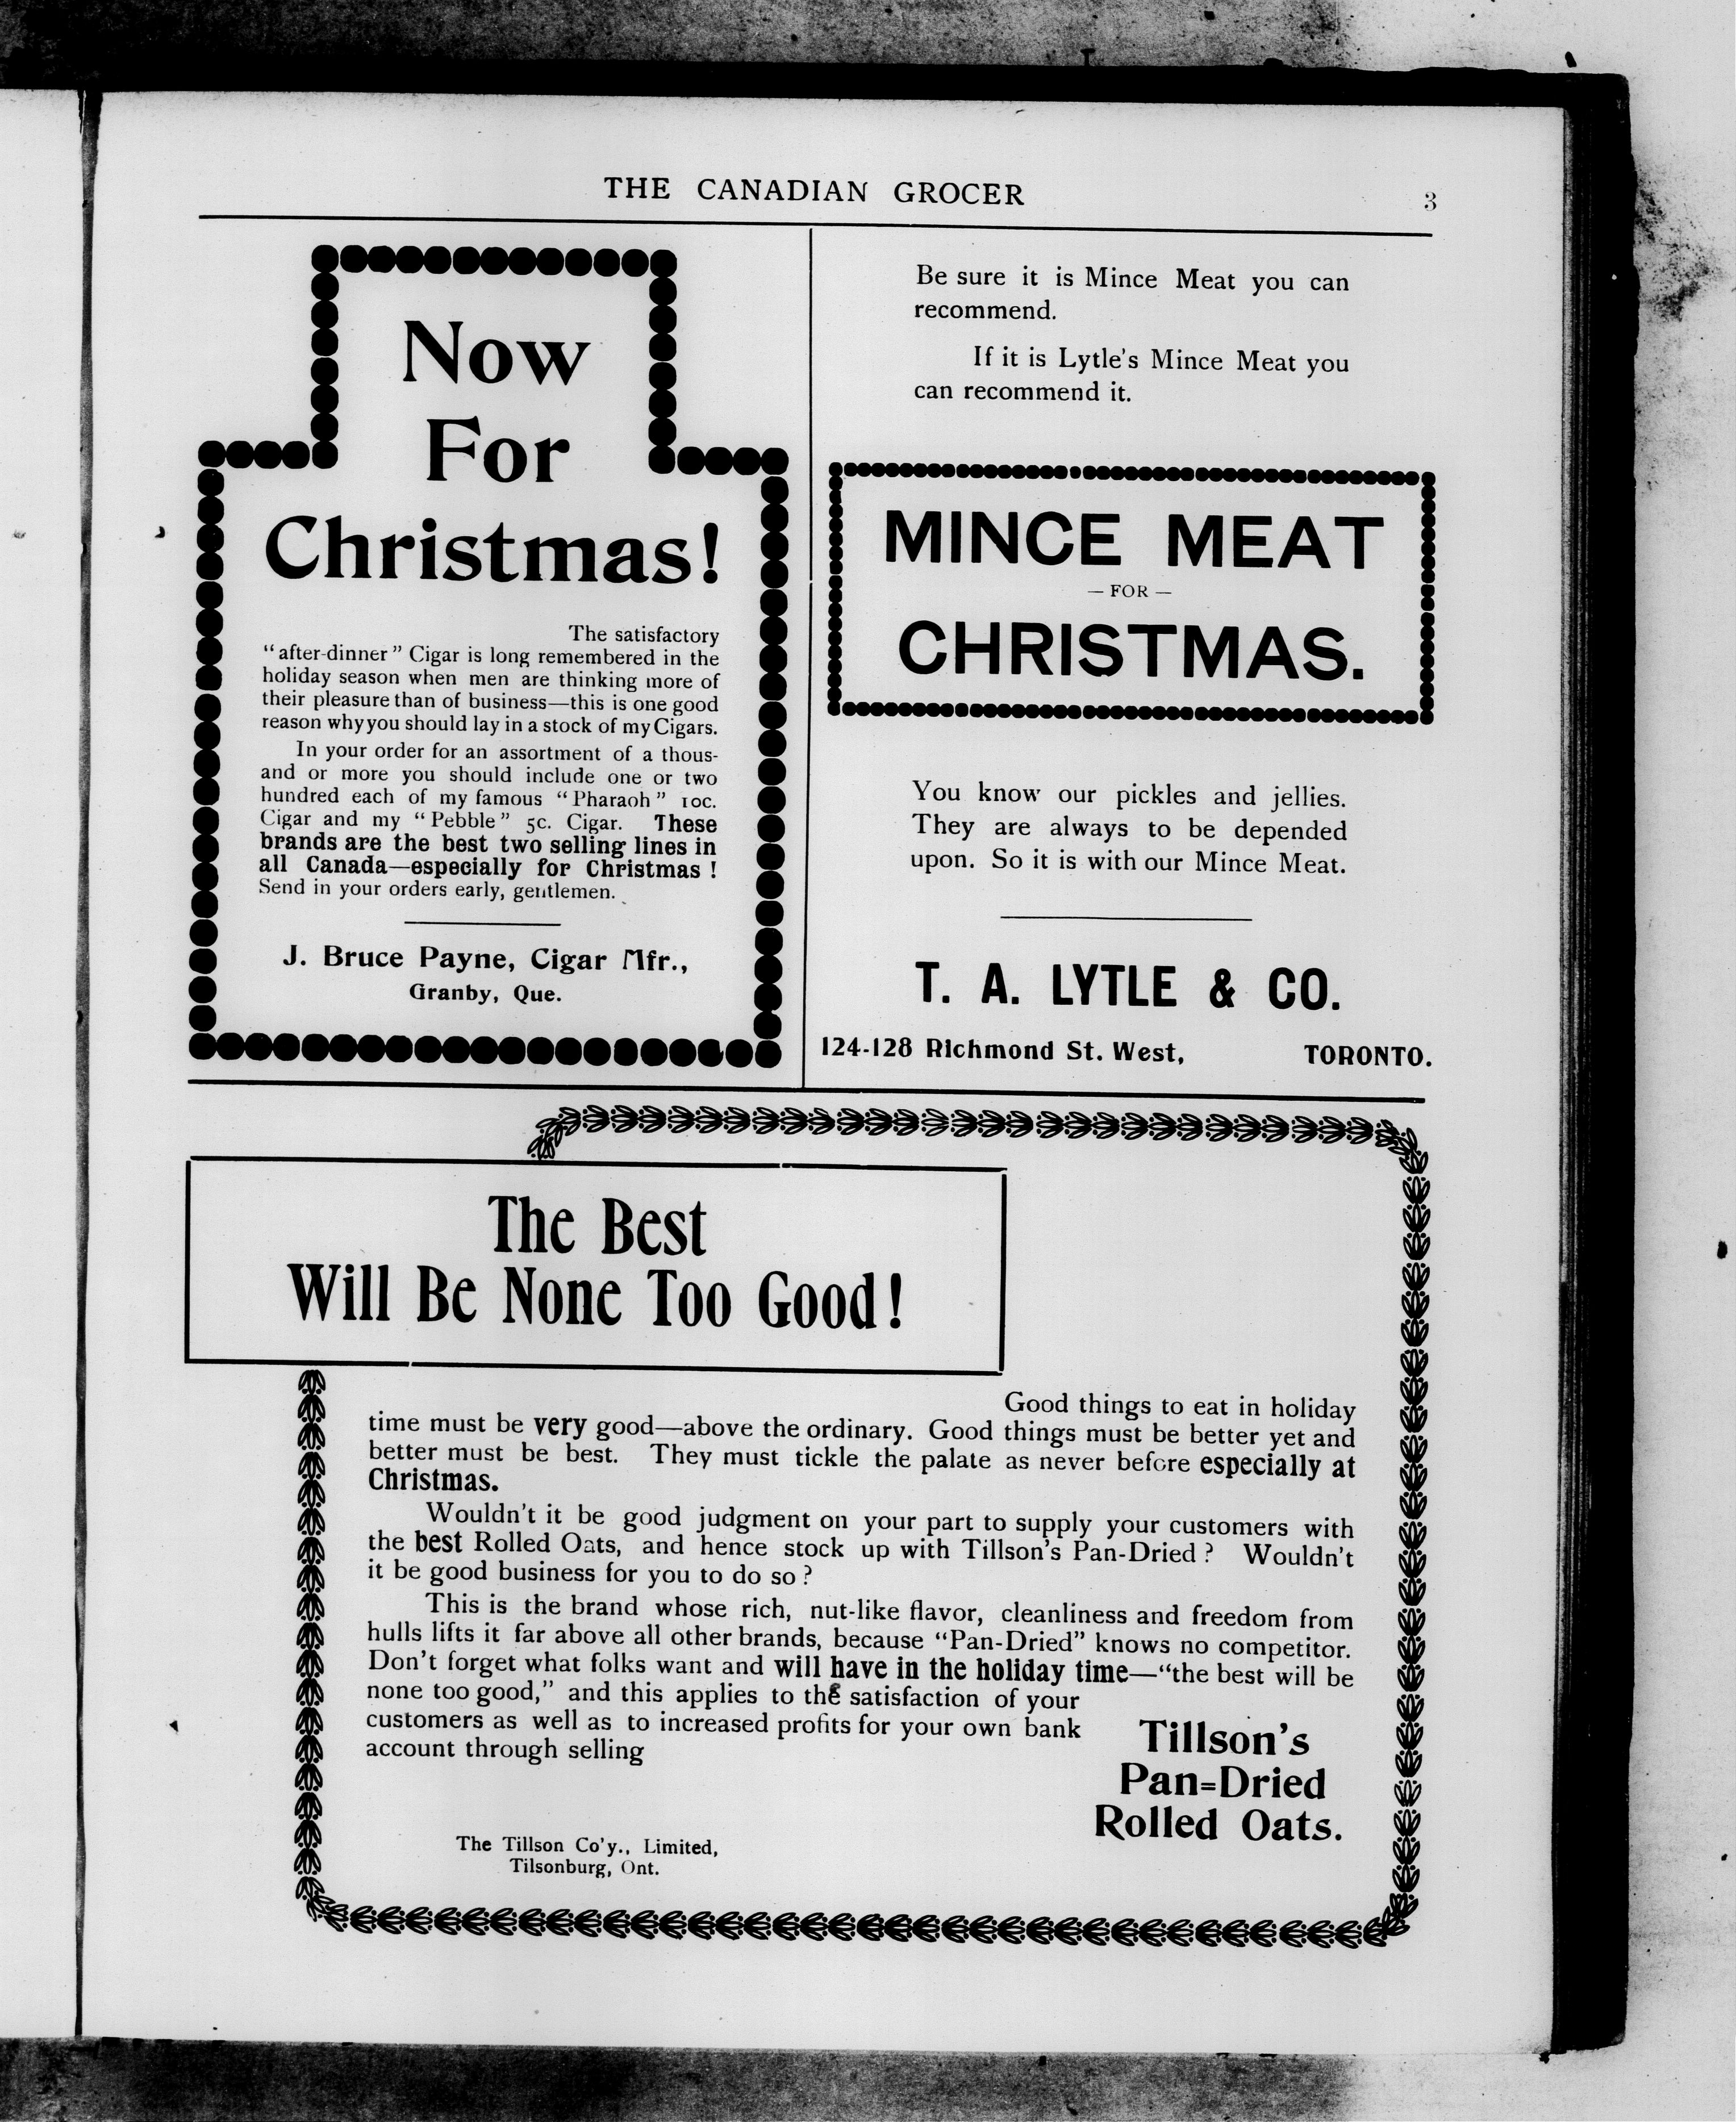 THE CANADIAN GROCER
3
Now
For
Christmas!
The satisfactory
“after-dinner” Cigar is long remembered in the
holiday season when men are thinking more of
their pleasure than of business—this is one good
reason why you should lay in a stock of my Cigars.
In your order for an assortment of a thous-
and or more you should include one or two
hundred each of my famous “Pharaoh” 10c.
Cigar and my “Pebble” 5c. Cigar. These
brands are the best two selling lines in
all Canada—especially for Christmas !
Send in your orders early, gentlemen.
J. Bruce Payne, Cigar Mfr.,
Granby, Que.
Be sure it is Mince Meat you can
recommend.
If it is Lytle's Mince Meat you
can recommend it.
MINCE MEAT
— FOR —
CHRISTMAS.
You know our pickles and jellies.
They are always to be depended
upon. So it is with our Mince Meat.
T. A. LYTLE & CO.
124-128 Richmond St. West, TORONTO.
The Best
Will Be None Too Good!
Good things to eat in holiday
time must be very good—above the ordinary. Good things must be better yet and
better must be best. They must tickle the palate as never before especially at
Christmas.
Wouldn't it be good judgment on your part to supply your customers with
the best Rolled Oats, and hence stock up with Tillson's Pan-Dried ? Wouldn't
it be good business for you to do so ?
This is the brand whose rich, nut-like flavor, cleanliness and freedom from
hulls lifts it far above all other brands, because “Pan-Dried” knows no competitor.
Don't forget what folks want and will have in the holiday time—“the best will be
none too good,” and this applies to the satisfaction of your
customers as well as to increased profits for your own bank
account through selling
Tillson's
Pan-Dried
Rolled Oats.
The Tillson Co'y., Limited,
Tilsonburg, Ont.